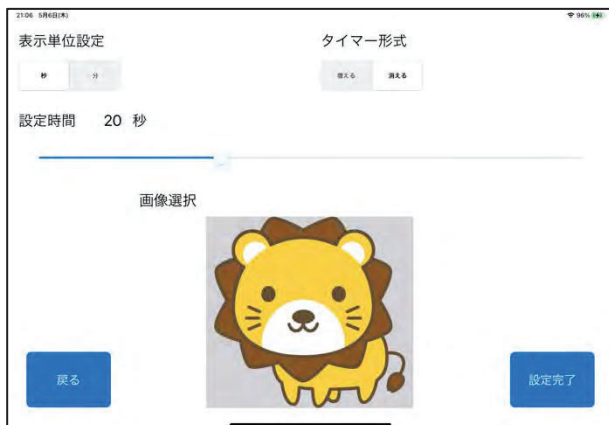 21:06 5月6日(木)
96%
表示単位設定
タイマー形式
秒 分
増える 消える
設定時間 20 秒
画像選択
戻る
設定完了